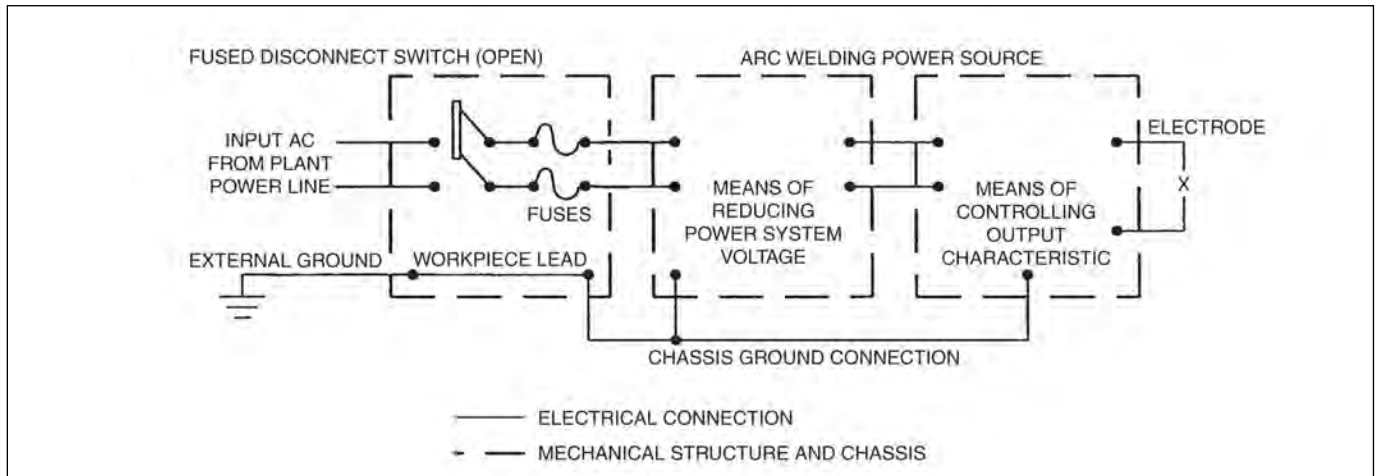 FUSED DISCONNECT SWITCH (OPEN)
ARC WELDING POWER SOURCE
INPUT AC
FROM PLANT
POWER LINE
FUSES
MEANS OF
REDUCING
POWER SYSTEM
VOLTAGE
MEANS OF
CONTROLLING
OUTPUT
CHARACTERISTIC
ELECTRODE
X
EXTERNAL GROUND
WORKPIECE LEAD
CHASSIS GROUND CONNECTION
ELECTRICAL CONNECTION
MECHANICAL STRUCTURE AND CHASSIS